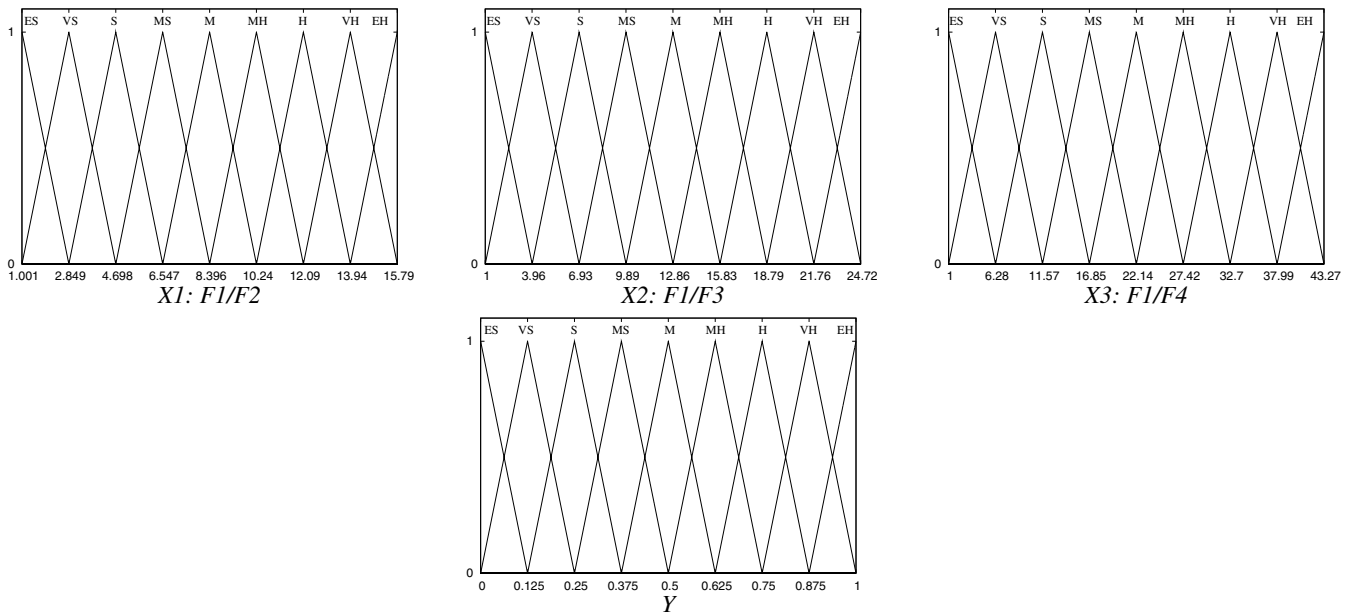 ES VS S MS M MH H VH EH
1
0
1.001 2.849 4.698 6.547 8.396 10.24 12.09 13.94 15.79
X1: F1/F2
ES VS S MS M MH H VH EH
1
0
1 3.96 6.93 9.89 12.86 15.83 18.79 21.76 24.72
X2: F1/F3
ES VS S MS M MH H VH EH
1
0
1 6.28 11.57 16.85 22.14 27.42 32.7 37.99 43.27
X3: F1/F4
ES VS S MS M MH H VH EH
1
0
0 0.125 0.25 0.375 0.5 0.625 0.75 0.875 1
Y